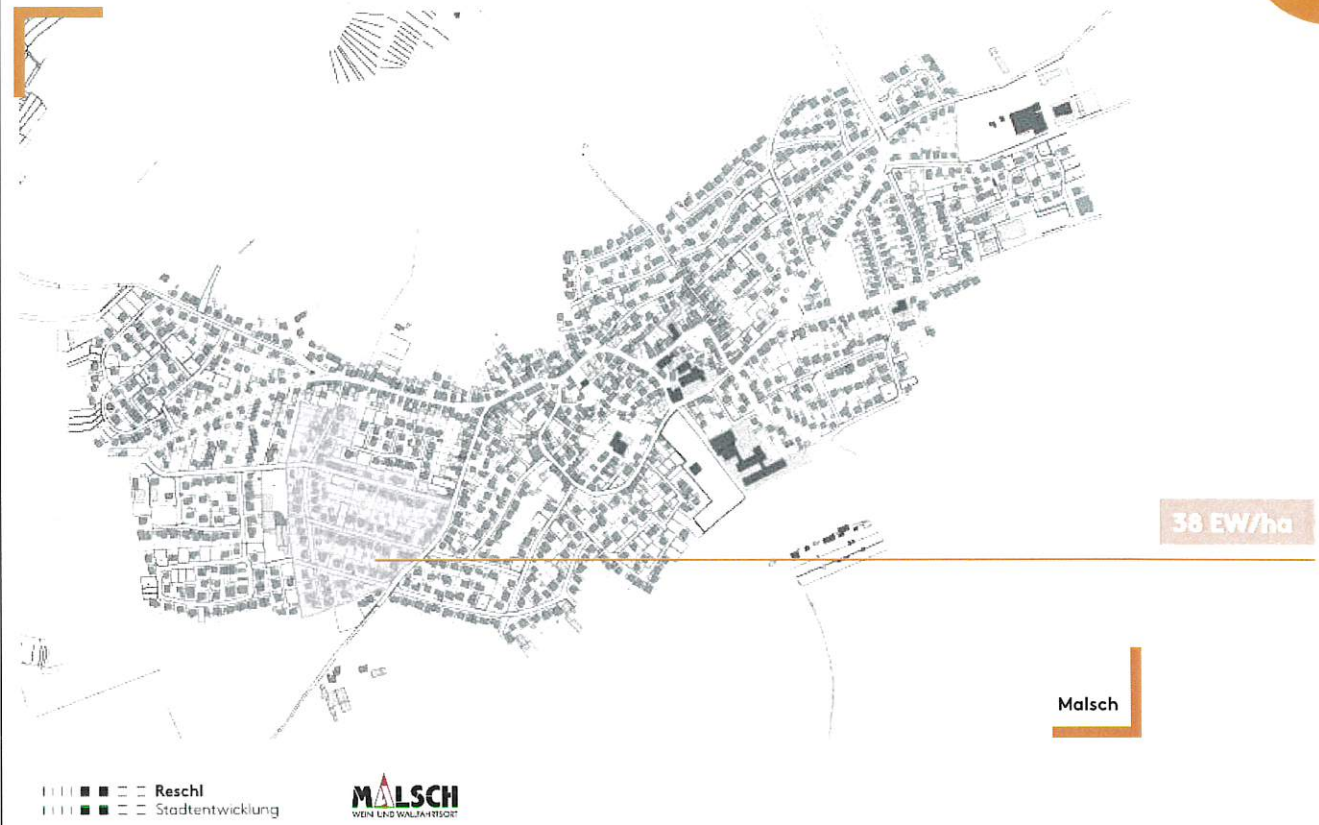 38 EW/ha
Malsch
Reschl
Stadtentwicklung
MALSCH
WEIN UND WALLFAHRTSORT